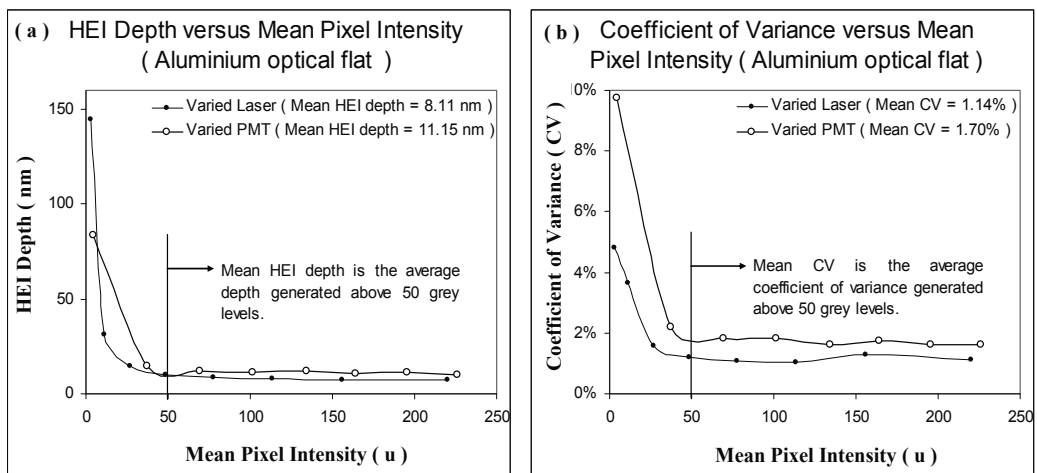 ( a ) HEI Depth versus Mean Pixel Intensity
( Aluminium optical flat )
Varied Laser ( Mean HEI depth = 8.11 nm )
Varied PMT ( Mean HEI depth = 11.15 nm )
HEI Depth ( nm )
150
100
50
0
Mean HEI depth is the average
depth generated above 50 grey
levels.
0 50 100 150 200 250
Mean Pixel Intensity ( u )
( b ) Coefficient of Variance versus Mean
Pixel Intensity ( Aluminium optical flat )
Varied Laser ( Mean CV = 1.14% )
Varied PMT ( Mean CV = 1.70% )
Coefficient of Variance ( CV )
0%
8%
6%
4%
2%
0%
Mean CV is the average
coefficient of variance generated
above 50 grey levels.
0 50 100 150 200 250
Mean Pixel Intensity ( u )